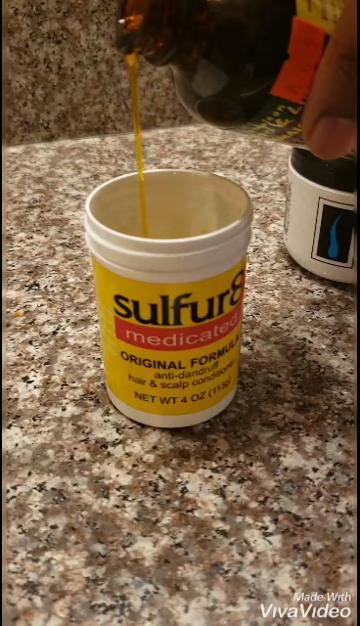 sulfur8
medicated
ORIGINAL FORMULA
anti-dandruff
hair & scalp conditioner
NET WT 4 OZ (113g)
Made With
VivaVideo